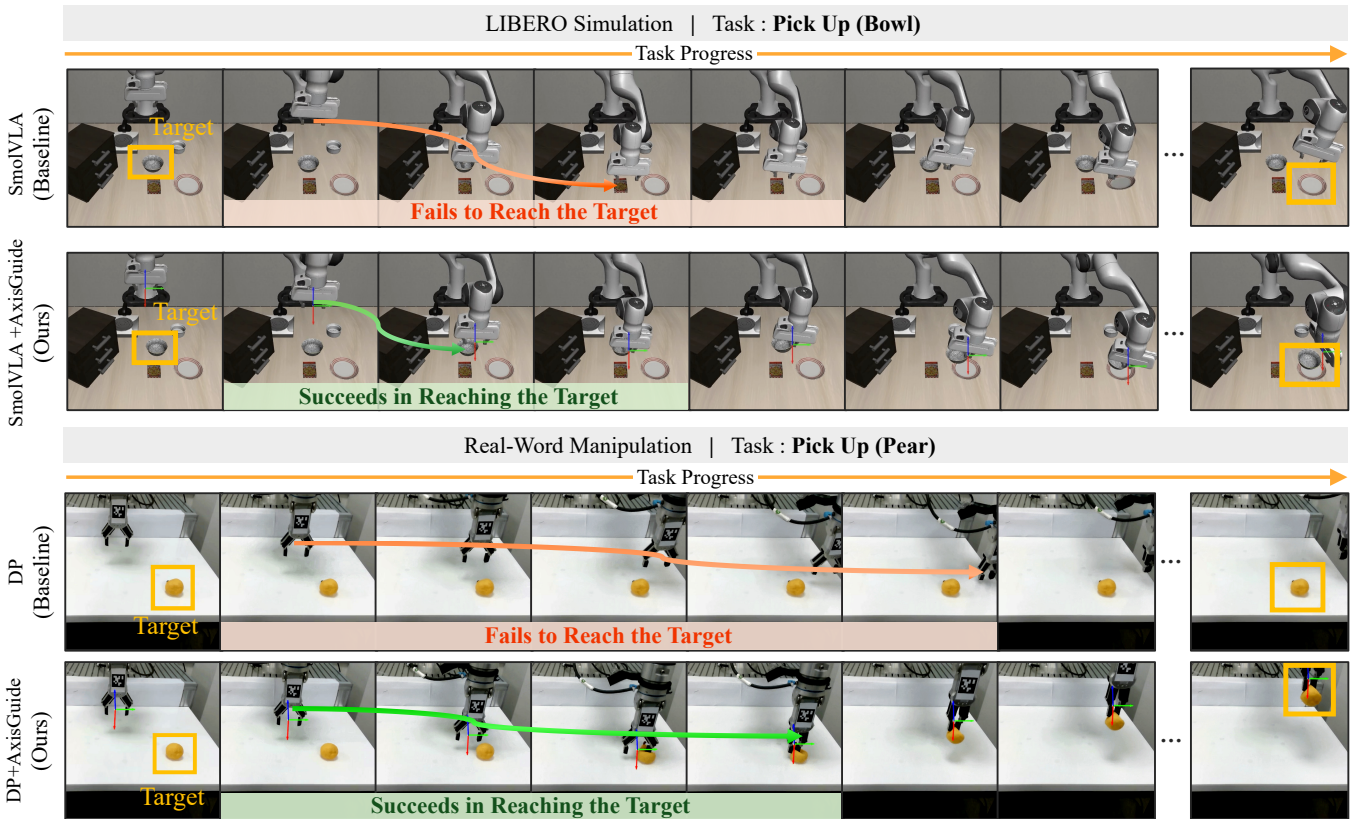 LIBERO Simulation | Task : Pick Up (Bowl)
Task Progress
SmolVLA
(Baseline)
Target
Fails to Reach the Target
...
SmolVLA +AxisGuide
(Ours)
Target
Succeeds in Reaching the Target
...
Real-Word Manipulation | Task : Pick Up (Pear)
Task Progress
DP
(Baseline)
Target
Fails to Reach the Target
...
DP+AxisGuide
(Ours)
Target
Succeeds in Reaching the Target
...